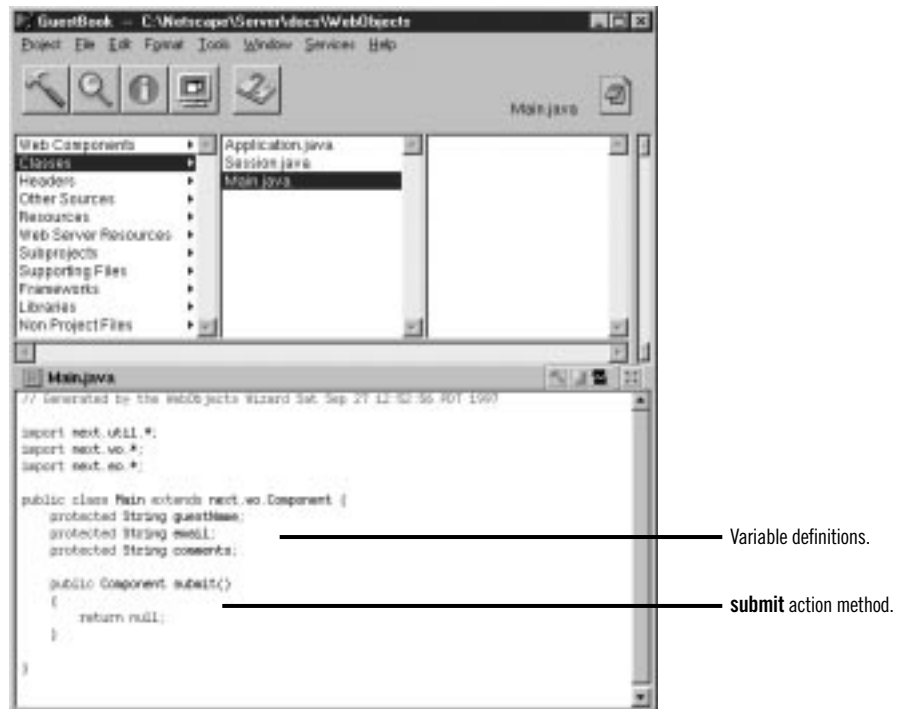 GuestBook — C:\Netscape\Server\docs\WebObjects
Project File Edit Format Tools Window Services Help
Main.java
Web Components
Classes
Headers
Other Sources
Resources
Web Server Resources
Subprojects
Supporting Files
Frameworks
Libraries
Non Project Files
Application.java
Session.java
Main.java
Main.java
// Generated by the WebObjects Wizard Sat Sep 27 12:52:56 PDT 1997
import next.util.*;
import next.wo.*;
import next.eo.*;
public class Main extends next.wo.Component {
protected String guestName;
protected String email;
protected String comments;
Variable definitions.
public Component submit()
{
submit action method.
return null;
}
}